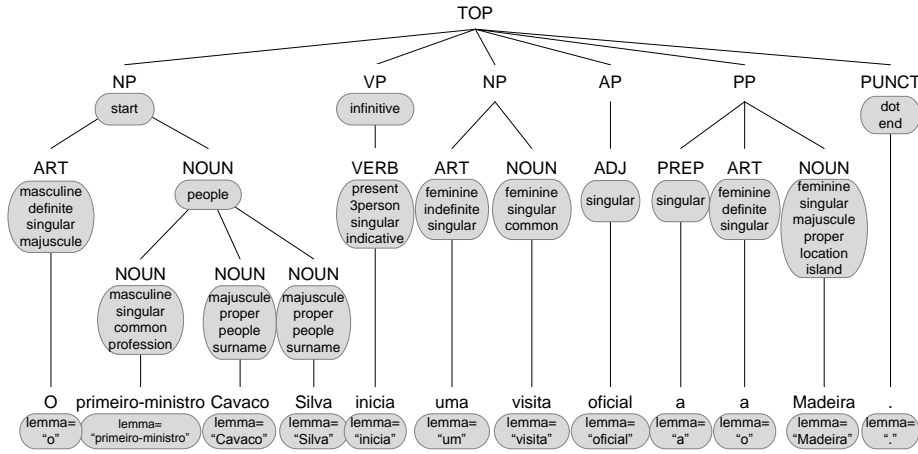 TOP
NP VP NP AP PP PUNCT
start infinitive dot
end
ART NOUN VERB ART NOUN ADJ PREP ART NOUN
masculine people present feminine feminine singular singular feminine feminine
definite 3person indefinite singular definite singular
singular singular singular common singular majuscule
majuscule indicative proper
location
island
NOUN NOUN NOUN
masculine majuscule majuscule
singular proper proper
common people people
profession surname surname
O primeiro-ministro Cavaco Silva inicia uma visita oficial a a Madeira .
lemma= lemma= lemma= lemma= lemma= lemma= lemma= lemma= lemma= lemma= lemma= lemma=
“o” “primeiro-ministro” “Cavaco” “Silva” “inicia” “um” “visita” “oficial” “a” “o” “Madeira” “.”